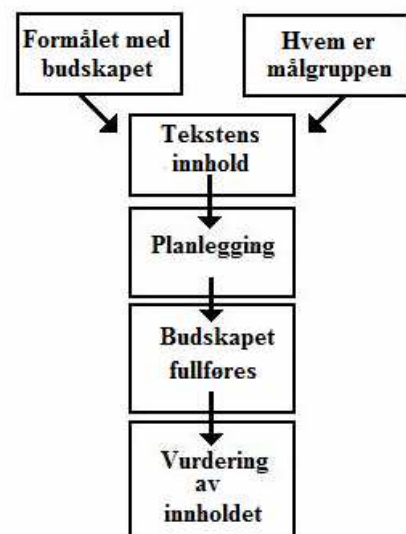 Formålet med
budskapet
Hvem er
målgruppen
Tekstens
innhold
Planlegging
Budskapet
fullføres
Vurdering
av
innholdet